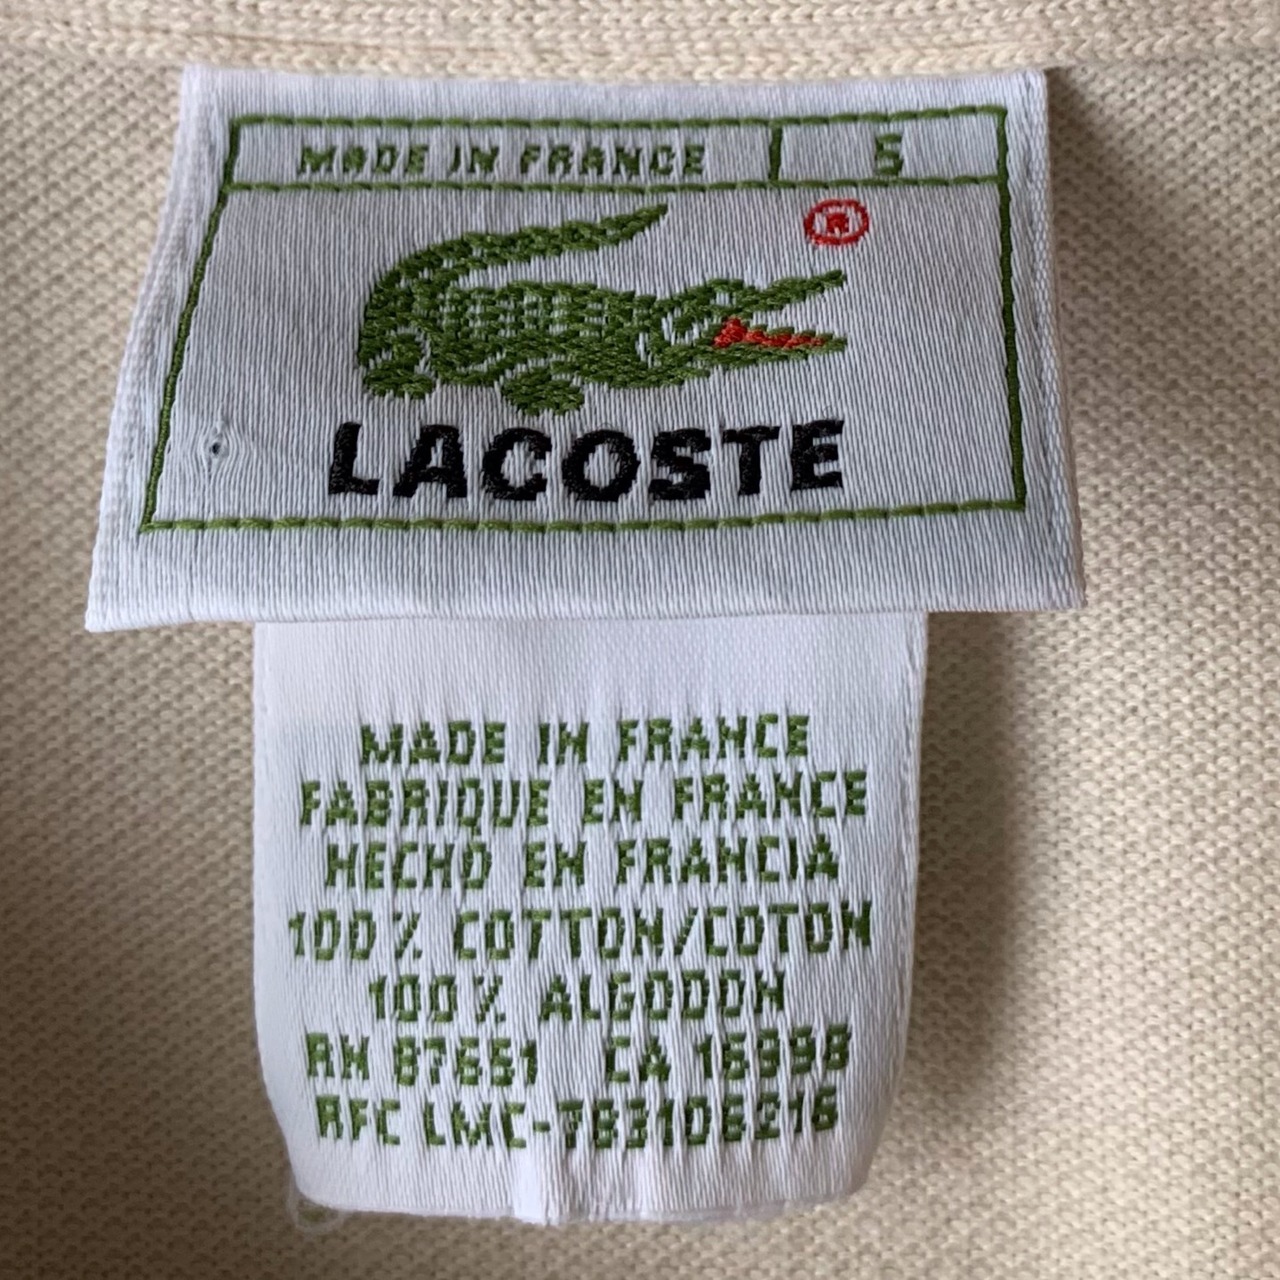 MADE IN FRANCE 5
®
LACOSTE
MADE IN FRANCE
FABRIQUE EN FRANCE
HECHO EN FRANCIA
100% COTTON/COTON
100% ALGODON
RN 87651 CA 16998
RFC LMC-783106216